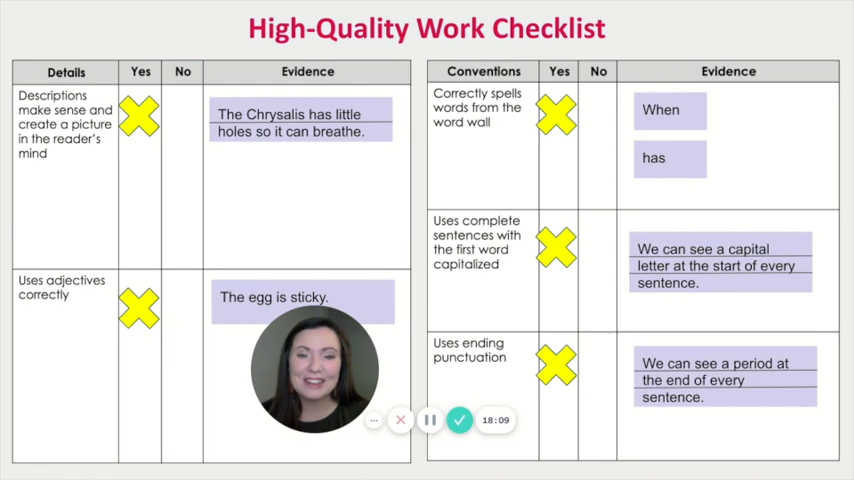 High-Quality Work Checklist
Details Yes No Evidence
Descriptions
make sense and
create a picture
in the reader's
mind
The Chrysalis has little
holes so it can breathe.
Uses adjectives
correctly
The egg is sticky.
Conventions Yes No Evidence
Correctly spells
words from the
word wall
When
has
Uses complete
sentences with
the first word
capitalized
We can see a capital
letter at the start of every
sentence.
Uses ending
punctuation
We can see a period at
the end of every
sentence.
18:09